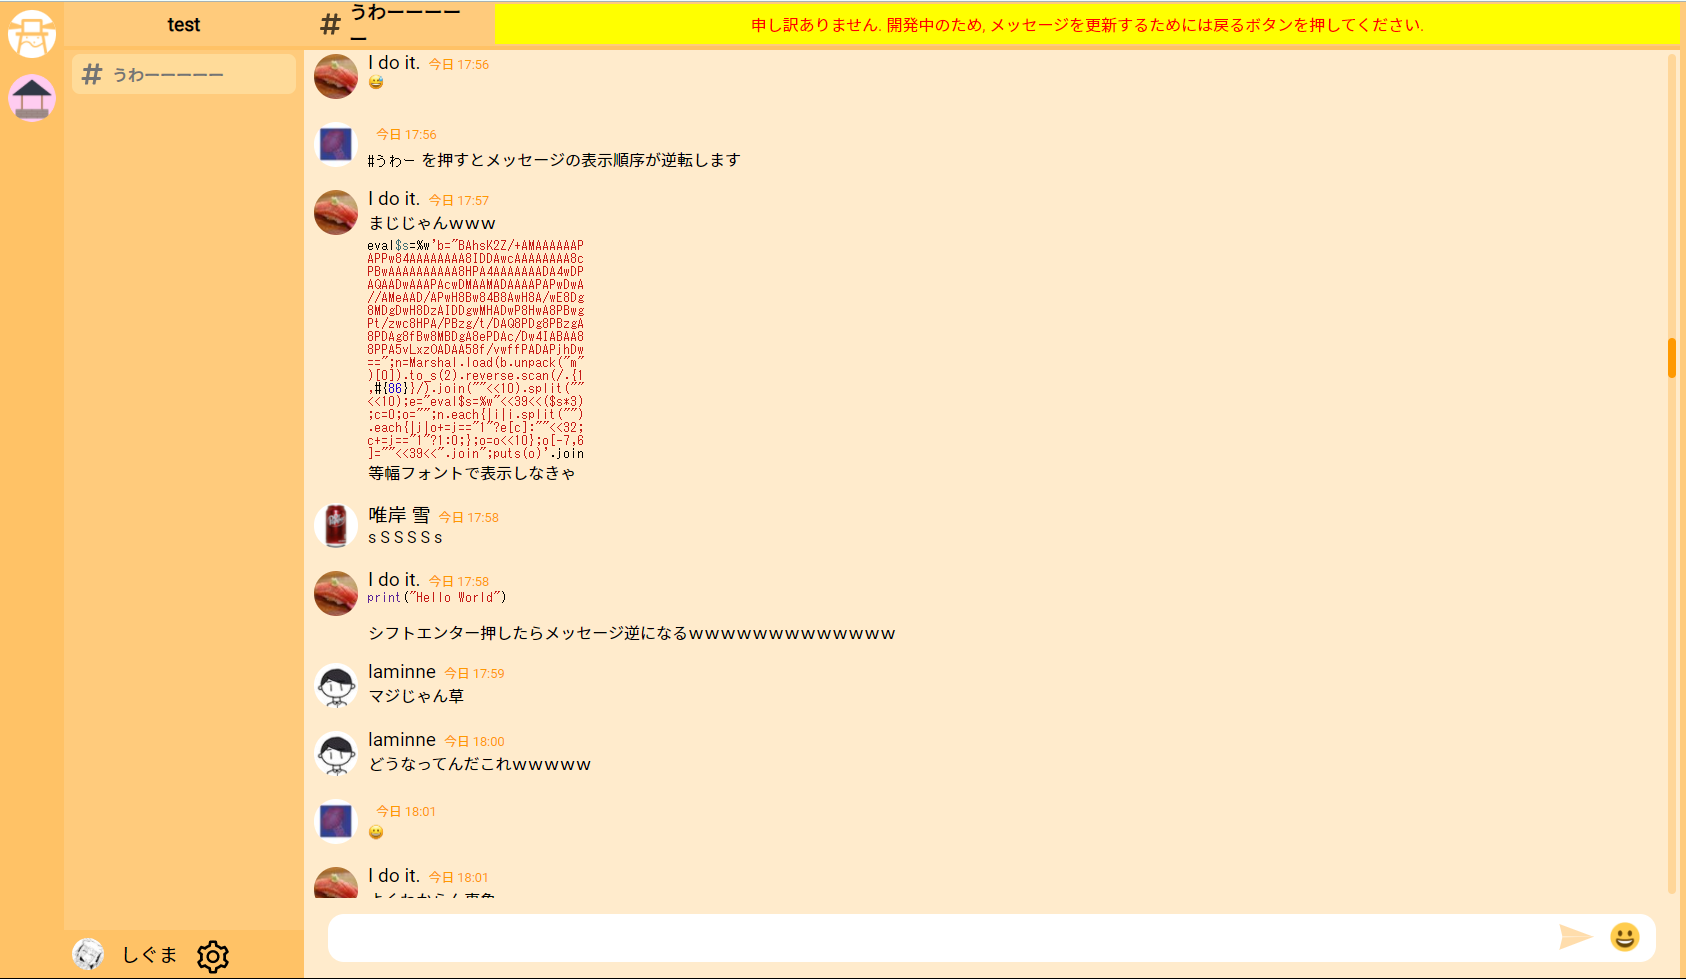 test
# うわーーーー
ー
申し訳ありません. 開発中のため, メッセージを更新するためには戻るボタンを押してください.
# うわーーーーー
I do it. 今日 17:56
😅
今日 17:56
#うわー を押すとメッセージの表示順序が逆転します
I do it. 今日 17:57
まじじゃんwww
eval$s=%w'b="BAhsK2Z/+AMAAAAAAP
APPw84AAAAAAAA8IDDAwcAAAAAAAA8c
PBwAAAAAAAAAA8HPA4AAAAAAADA4wDP
AQAADwAAAPAcwDMAAMADAAAAPAPwDwA
//AMeAAD/APwH8Bw84B8AwH8A/wE8Dg
8MDgDwH8DzAIDDgwMHADwP8HwA8PBwg
Pt/zwc8HPA/PBzg/t/DAQ8PDg8PBzgA
8PDAg8fBw8MBDgA8ePDAc/Dw4IABAA8
8PPA5vLxzOADAA58f/vwffPADAPjhDw
==";n=Marshal.load(b.unpack("m"
)[0]).to_s(2).reverse.scan(/.{1
,#{86}}/).join(""<<10).split(""
<<10);e="eval$s=%w"<<39<<($s*3)
;c=0;o="";n.each{|i|i.split("")
.each{|j|o+=j=="1"?e[c]:""<<32;
c+=j=="1"?1:0;};o=o<<10};o[-7,6
]=""<<39<<".join";puts(o)'.join
等幅フォントで表示しなきゃ
唯岸 雪 今日 17:58
sSSSSs
I do it. 今日 17:58
print("Hello World")
シフトエンター押したらメッセージ逆になるwwwwwwwwwwwww
laminne 今日 17:59
マジじゃん草
laminne 今日 18:00
どうなってんだこれwwwww
今日 18:01
😀
I do it. 今日 18:01
しぐま